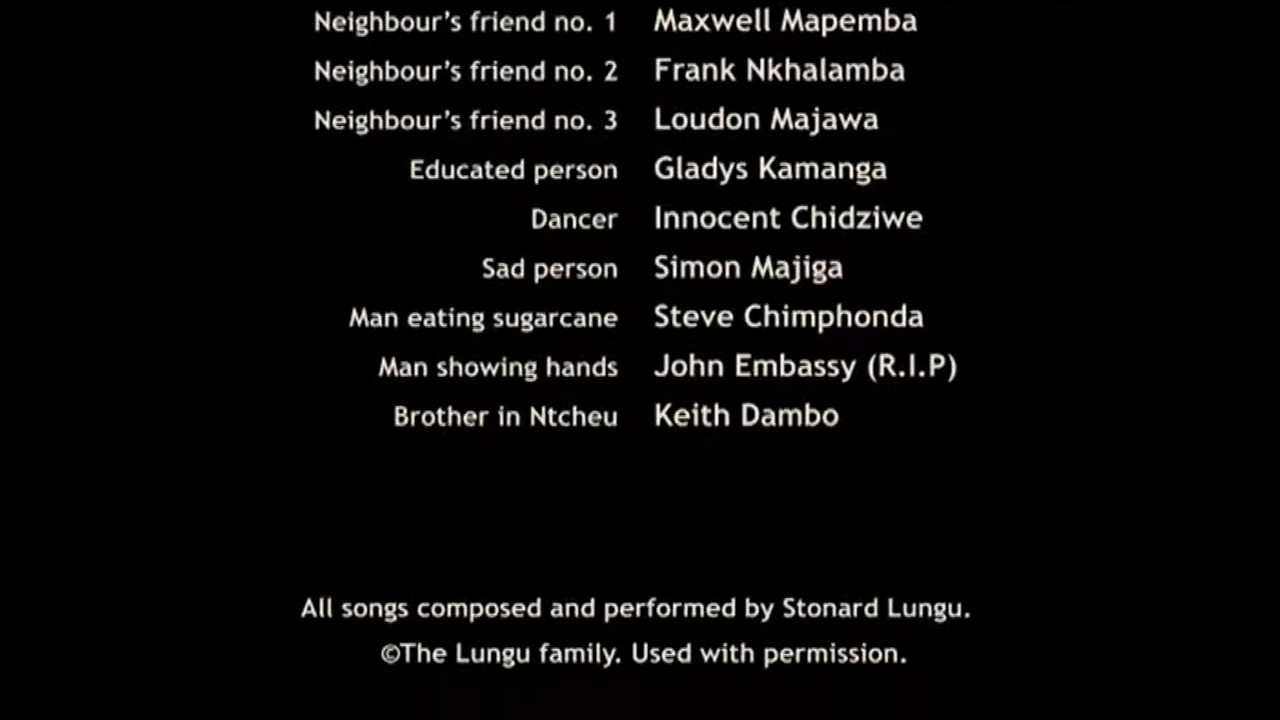 Neighbour's friend no. 1 Maxwell Mapemba
Neighbour's friend no. 2 Frank Nkhalamba
Neighbour's friend no. 3 Loudon Majawa
Educated person Gladys Kamanga
Dancer Innocent Chidziwe
Sad person Simon Majiga
Man eating sugarcane Steve Chimphonda
Man showing hands John Embassy (R.I.P)
Brother in Ntcheu Keith Dambo
All songs composed and performed by Stonard Lungu.
©The Lungu family. Used with permission.